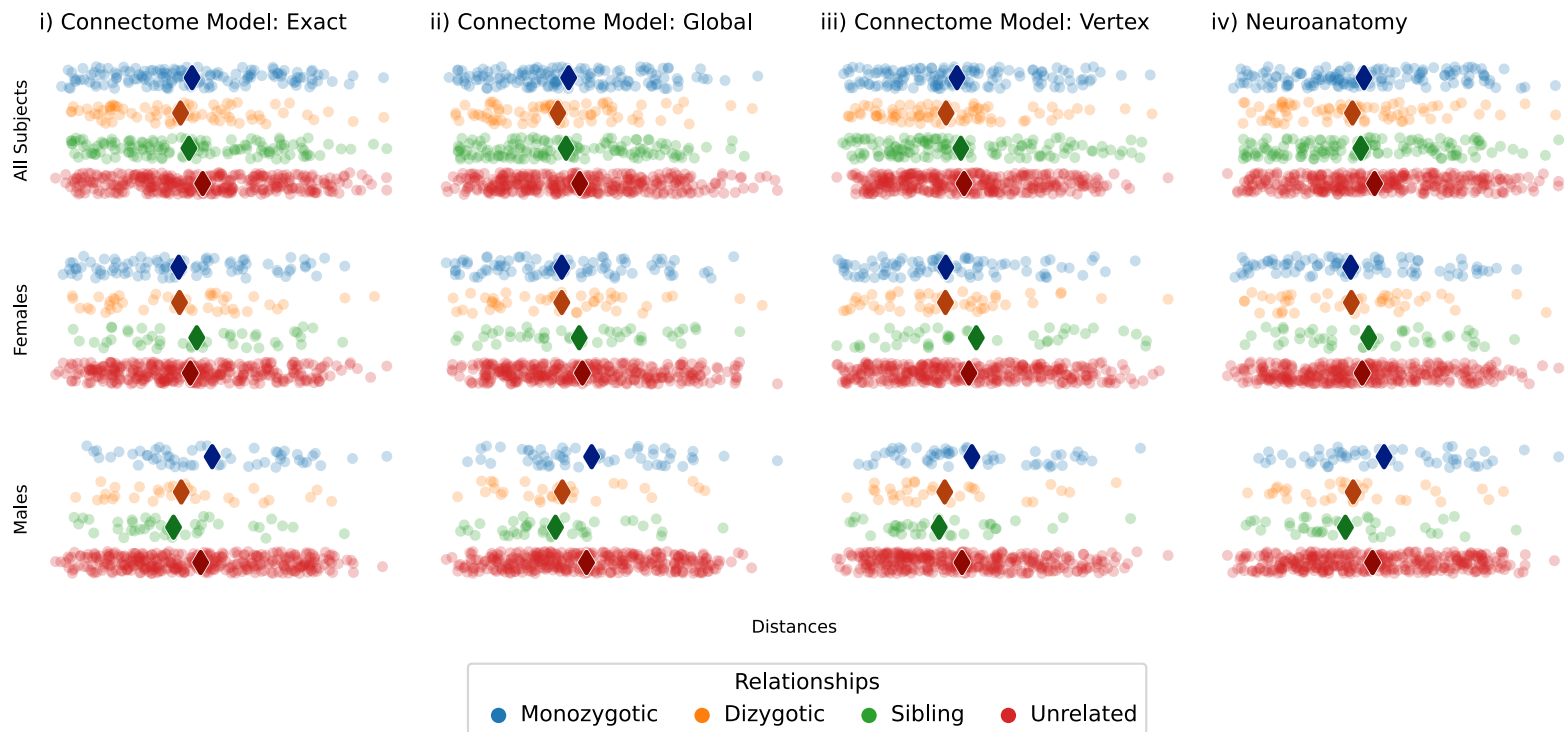 i) Connectome Model: Exact
ii) Connectome Model: Global
iii) Connectome Model: Vertex
iv) Neuroanatomy
All Subjects
Females
Males
Distances
Relationships
Monozygotic
Dizygotic
Sibling
Unrelated